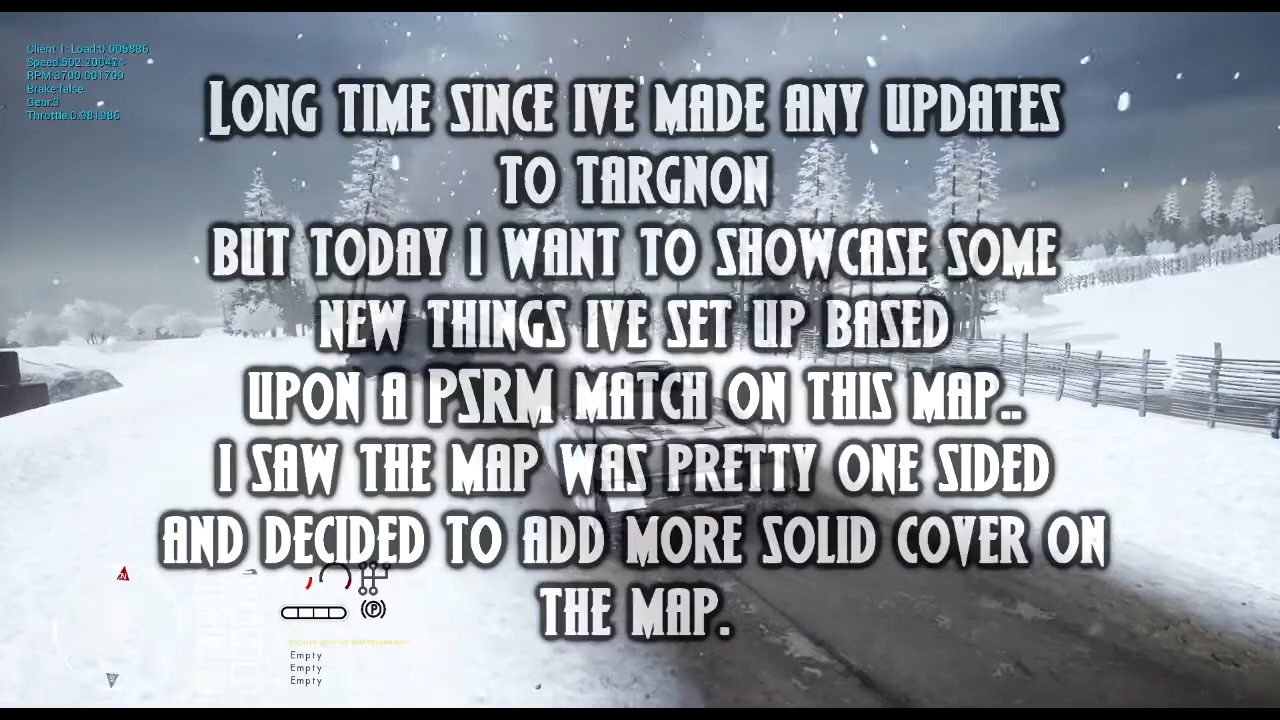 Client 1: Load:0.005886
Speed:502.200471
RPM:3700.001709
Brake:false
Gear:3
Throttle:0.981986
Long time since ive made any updates
to targnon
but today i want to showcase some
new things ive set up based
upon a PSRM match on this map..
i saw the map was pretty one sided
and decided to add more solid cover on
the map.
N
P
S
Empty
Empty
Empty